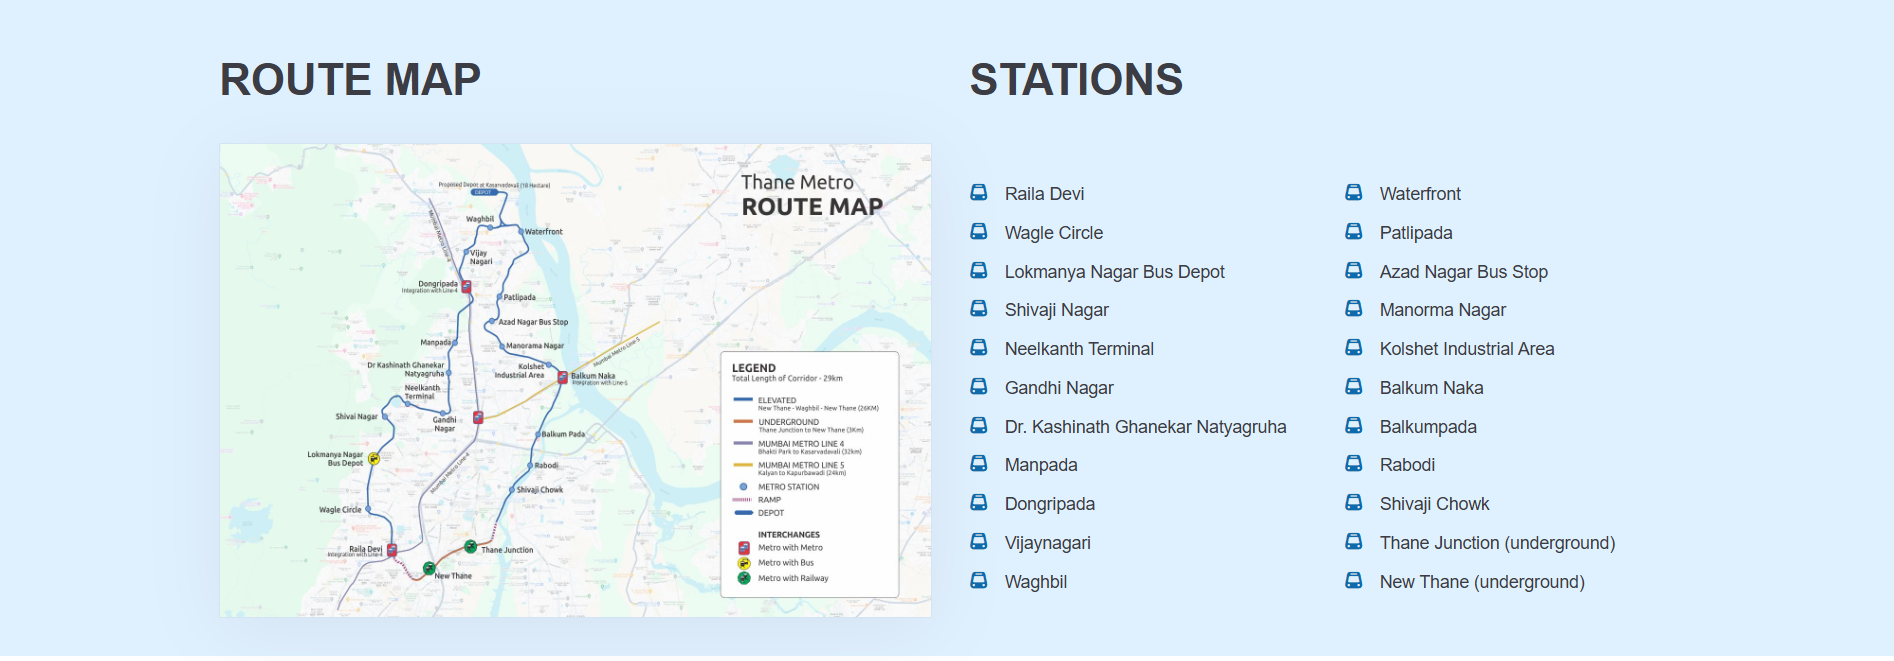 ROUTE MAP
Thane Metro
ROUTE MAP
Proposed Depot at Kasarvadavali (18 Hectare)
DEPOT
Waghbil
Waterfront
Mumbai Metro Line-4
Vijay
Nagari
Dongripada
Integration with Line-4
Patlipada
Azad Nagar Bus Stop
Manpada
Manorama Nagar
Mumbai Metro Line-5
Dr Kashinath Ghanekar
Natyagruha
Kolshet
Industrial Area
Balkum Naka
Integration with Line-5
Neelkanth
Terminal
Shivai Nagar
Gandhi
Nagar
Balkum Pada
Lokmanya Nagar
Bus Depot
Rabodi
Mumbai Metro Line-4
Shivaji Chowk
Wagle Circle
Raila Devi
Integration with Line-4
Thane Junction
New Thane
LEGEND
Total Length of Corridor - 29km
ELEVATED
New Thane - Waghbil - New Thane (26KM)
UNDERGROUND
Thane Junction to New Thane (3Km)
MUMBAI METRO LINE 4
Bhakti Park to Kasarvadavali (32km)
MUMBAI METRO LINE 5
Kalyan to Kapurbawadi (24km)
METRO STATION
RAMP
DEPOT
INTERCHANGES
Metro with Metro
Metro with Bus
Metro with Railway
STATIONS
Raila Devi
Wagle Circle
Lokmanya Nagar Bus Depot
Shivaji Nagar
Neelkanth Terminal
Gandhi Nagar
Dr. Kashinath Ghanekar Natyagruha
Manpada
Dongripada
Vijaynagari
Waghbil
Waterfront
Patlipada
Azad Nagar Bus Stop
Manorma Nagar
Kolshet Industrial Area
Balkum Naka
Balkumpada
Rabodi
Shivaji Chowk
Thane Junction (underground)
New Thane (underground)